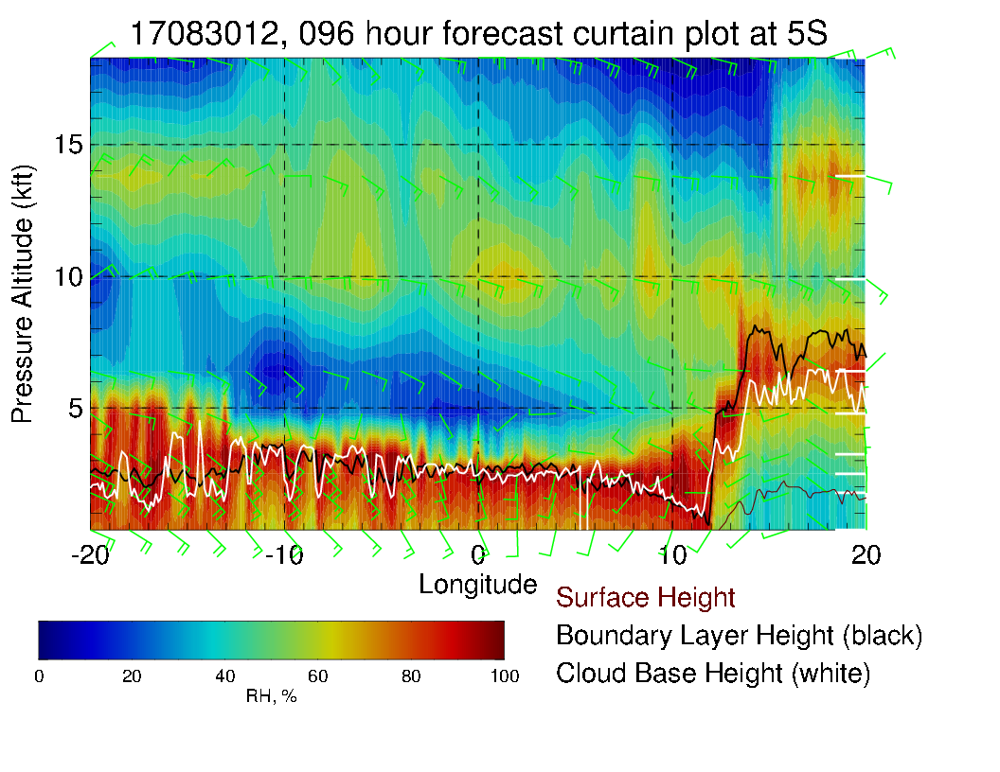 17083012, 096 hour forecast curtain plot at 5S
Pressure Altitude (kft)
15
10
5
-20 -10 0 10 20
Longitude
Surface Height
Boundary Layer Height (black)
Cloud Base Height (white)
0 20 40 60 80 100
RH, %